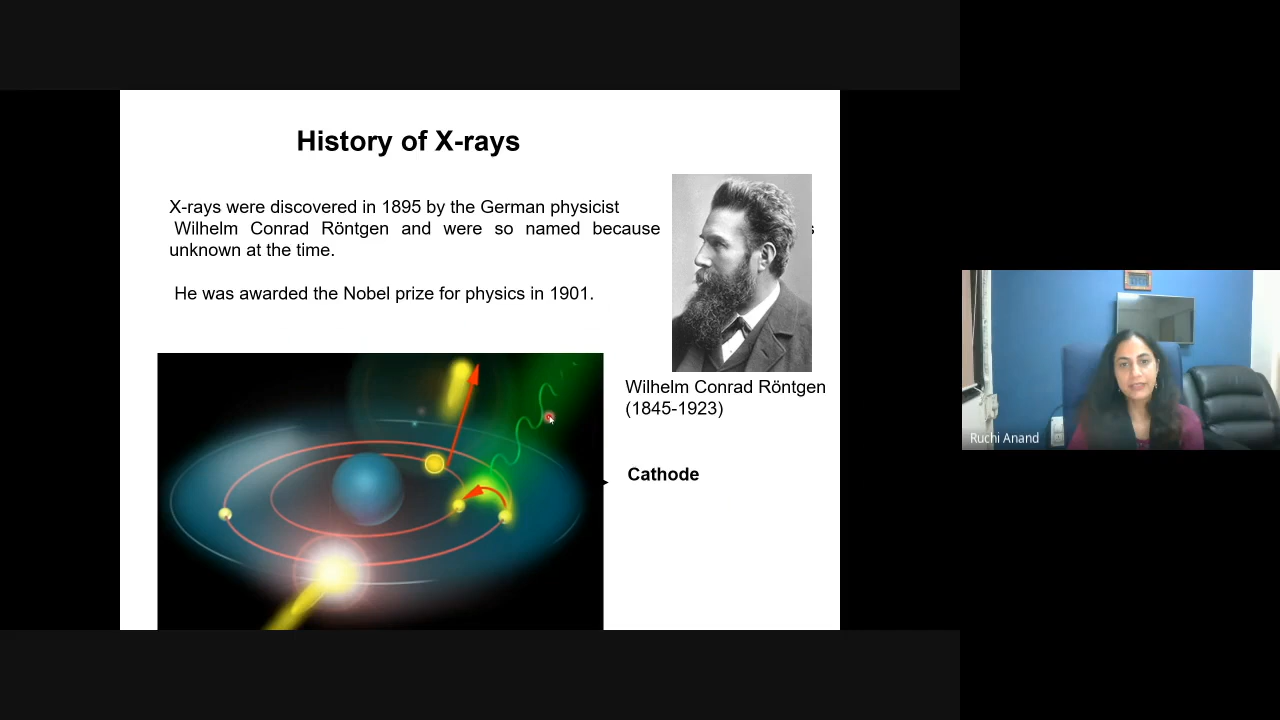 History of X-rays
X-rays were discovered in 1895 by the German physicist
Wilhelm Conrad Röntgen and were so named because
unknown at the time.
He was awarded the Nobel prize for physics in 1901.
Wilhelm Conrad Röntgen
(1845-1923)
Cathode
Ruchi Anand